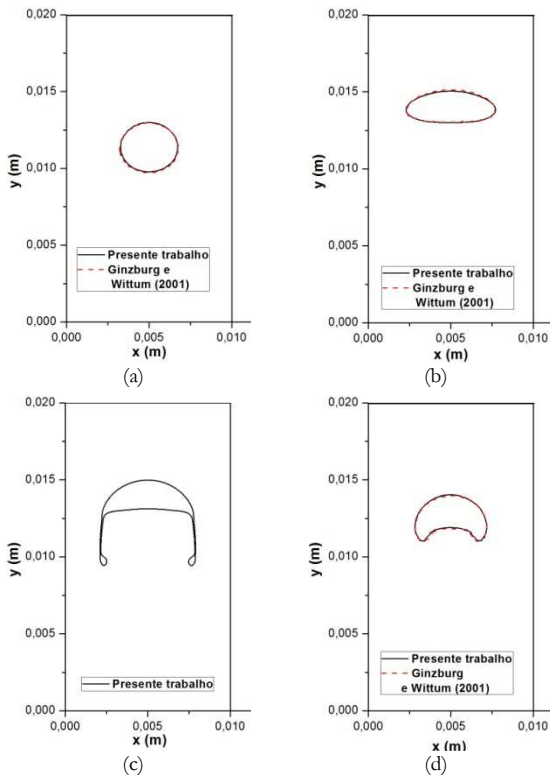 0,020
0,015
0,010
0,005
0,000
y (m)
Presente trabalho
Ginzburg e
Wittum (2001)
0,000 0,005 0,010
x (m)
(a)
0,020
0,015
0,010
0,005
0,000
y (m)
Presente trabalho
Ginzburg e
Wittum (2001)
0,000 0,005 0,010
x (m)
(b)
0,020
0,015
0,010
0,005
0,000
y (m)
Presente trabalho
0,000 0,005 0,010
x (m)
(c)
0,020
0,015
0,010
0,005
0,000
y (m)
Presente trabalho
Ginzburg
e Wittum (2001)
0,000 0,005 0,010
x (m)
(d)